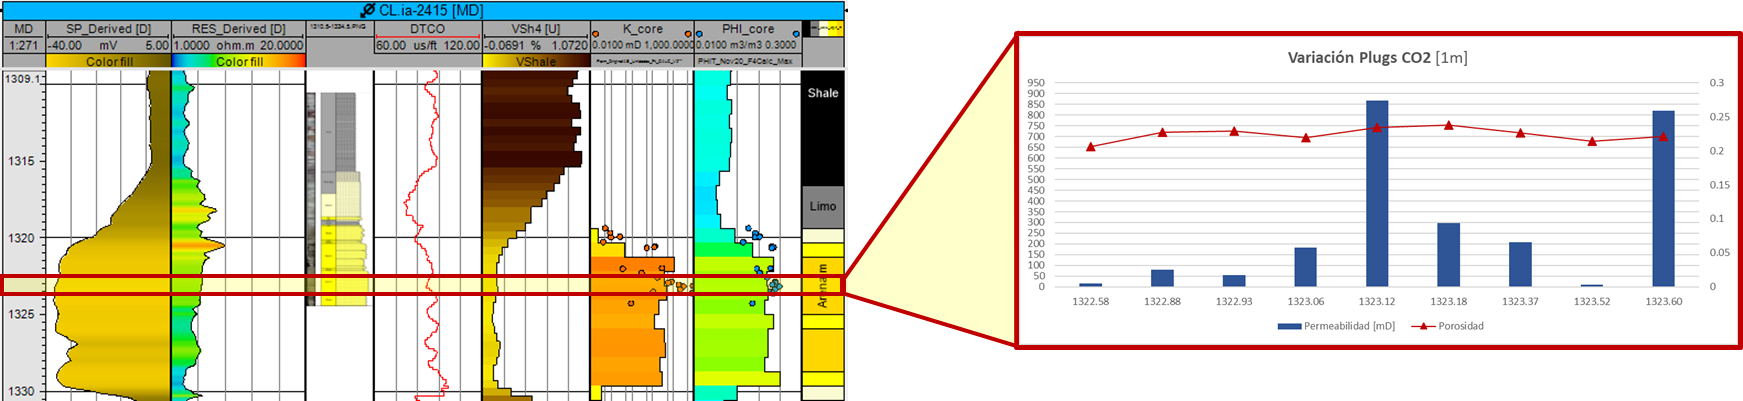 CL.ia-2415 [MD]
MD SP_Derived [D] RES_Derived [D] 1310.5-1324.5.PNG DTCO VSh4 [U] K_core PHI_core
1:271 -40.00 mV 5.00 1.0000 ohm.m 20.0000 60.00 us/ft 120.00 -0.0691 % 1.0720 0.0100 mD 1,000.0000 0.0100 m3/m3 0.3000
Color fill Color fill VShale PHIT_Nov20_F4Calc_Max
1309.1
Shale
1315
Limo
1320
Arena m
1325
1330
Variación Plugs CO2 [1m]
950 0.3
900
850
800 0.25
750
700
650 0.2
600
550
500 0.15
450
400
350
300 0.1
250
200
150 0.05
100
50
0 0
1322.58 1322.88 1322.93 1323.06 1323.12 1323.18 1323.37 1323.52 1323.60
Permeabilidad [mD] Porosidad